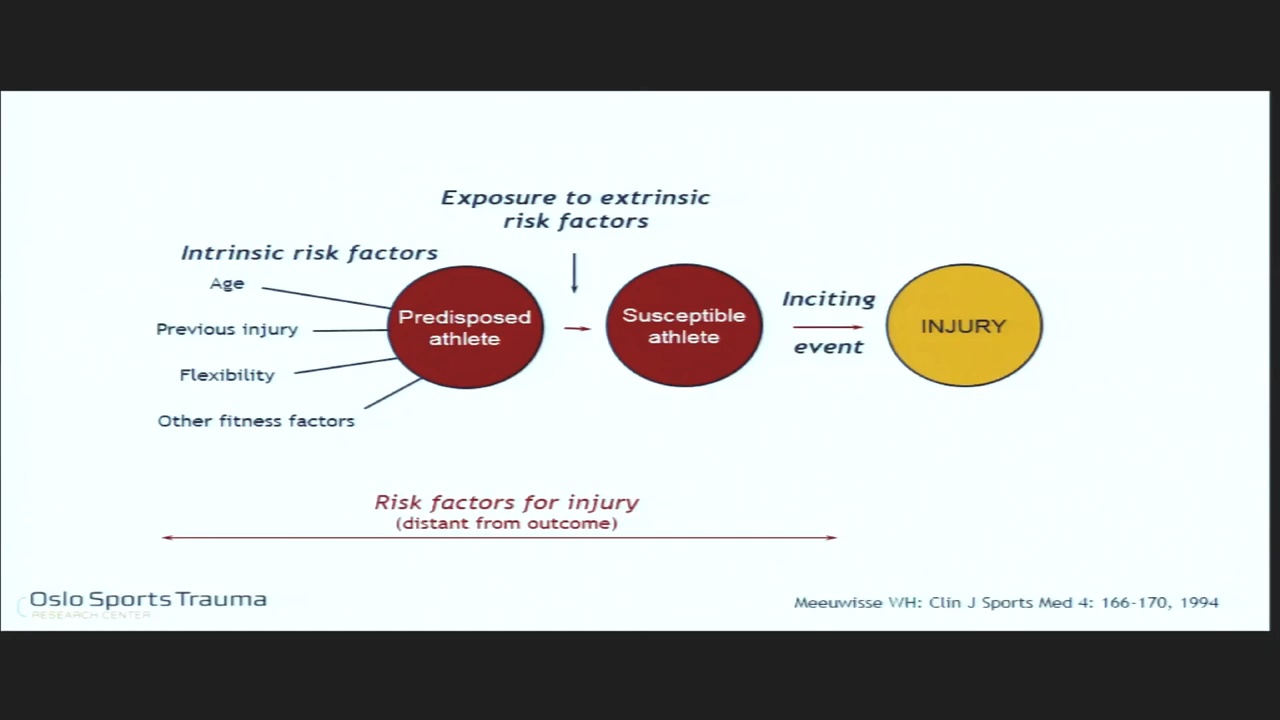 Exposure to extrinsic
risk factors
Intrinsic risk factors
Age
Previous injury
Flexibility
Other fitness factors
Predisposed
athlete
Susceptible
athlete
Inciting
event
INJURY
Risk factors for injury
(distant from outcome)
Oslo Sports Trauma
RESEARCH CENTER
Meeuwisse WH: Clin J Sports Med 4: 166-170, 1994